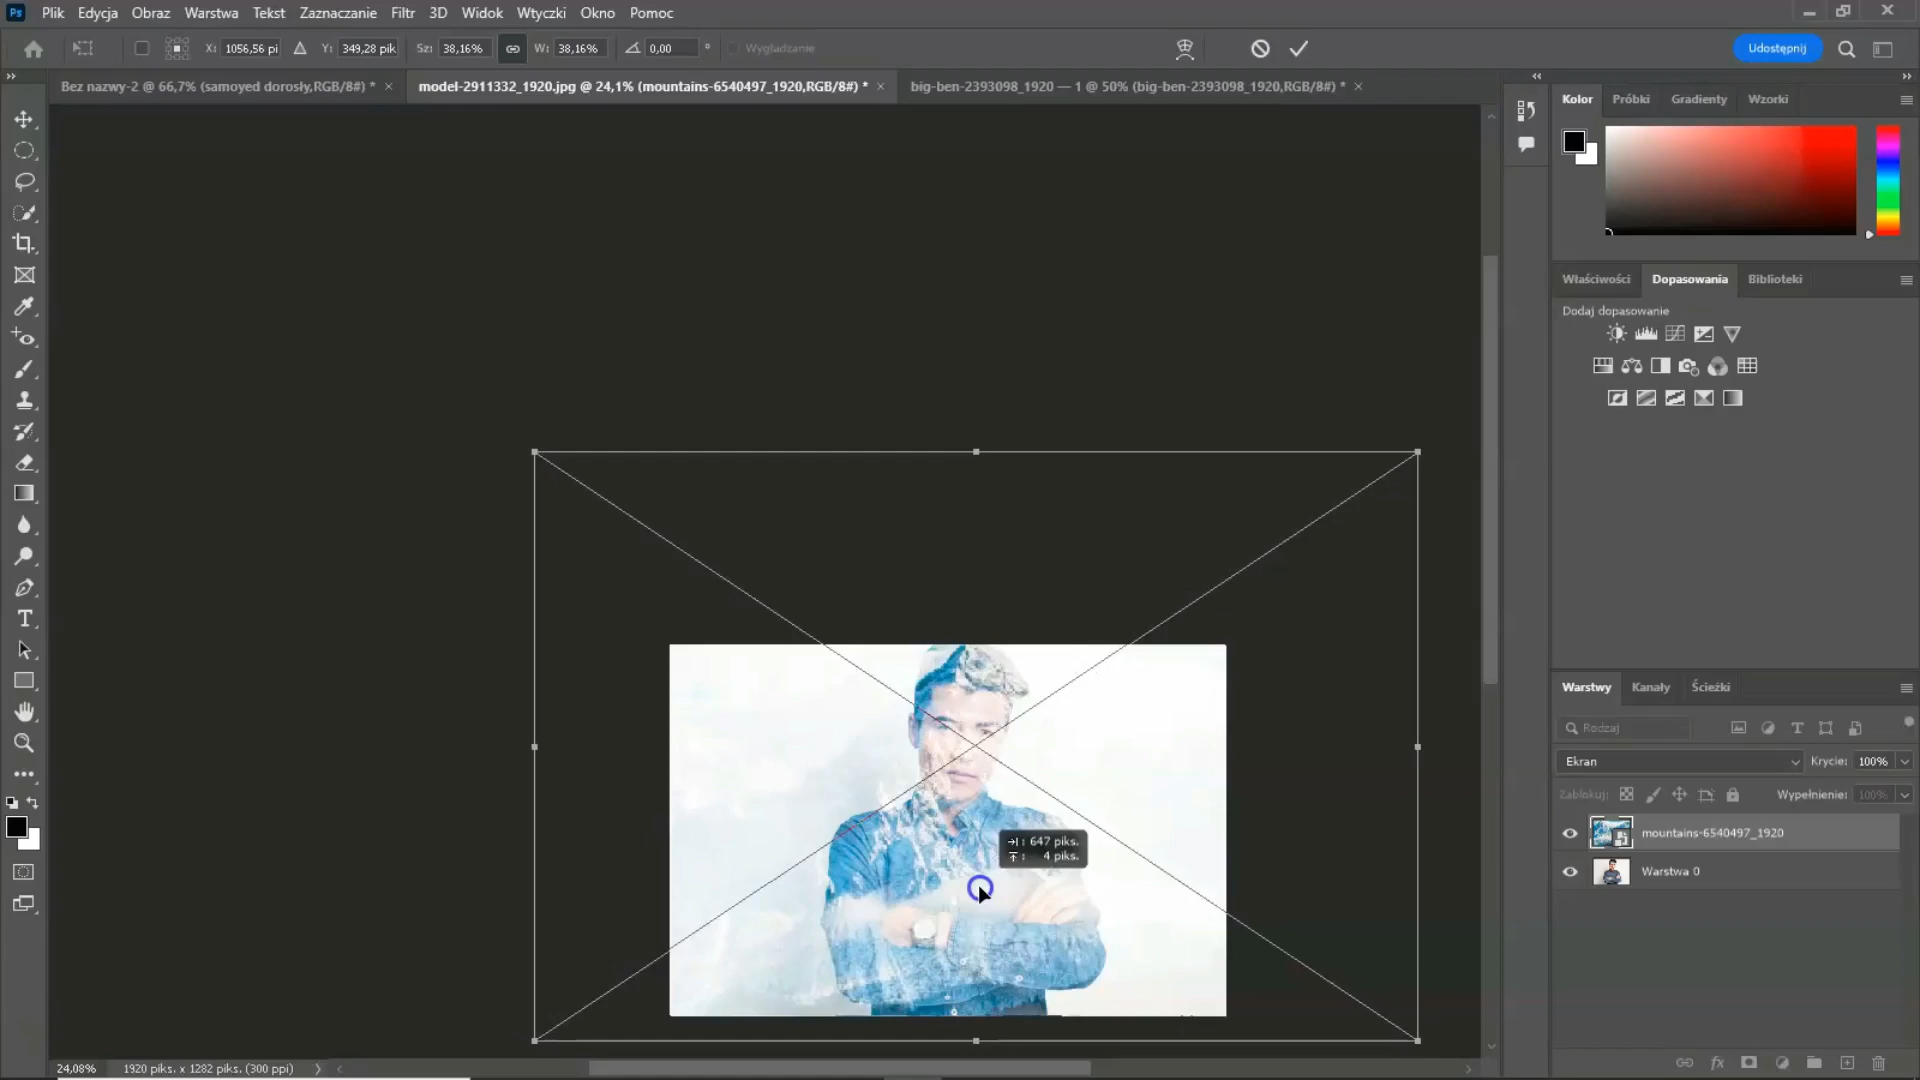 Ps Plik Edycja Obraz Warstwa Tekst Zaznaczanie Filtr 3D Widok Wtyczki Okno Pomoc
X: 1056,56 pi Y: 349,28 pik Sz: 38,16% W: 38,16% 0,00 ° Wygładzanie Udostępnij
Bez nazwy-2 @ 66,7% (samoyed dorosły,RGB/8#) * × model-2911332_1920.jpg @ 24,1% (mountains-6540497_1920,RGB/8#) * × big-ben-2393098_1920 — 1 @ 50% (big-ben-2393098_1920,RGB/8#) * ×
Kolor Próbki Gradienty Wzorki
Właściwości Dopasowania Biblioteki
Dodaj dopasowanie
Warstwy Kanały Ścieżki
Rodzaj
Ekran Krycie: 100%
Zablokuj: Wypełnienie: 100%
mountains-6540497_1920
Warstwa 0
: 647 piks.
: 4 piks.
24,08% 1920 piks. x 1282 piks. (300 ppi)